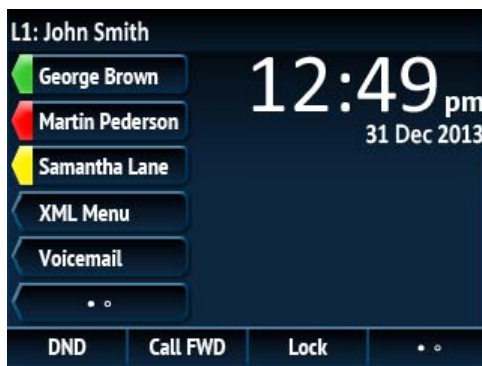 L1: John Smith
George Brown
Martin Pederson
Samantha Lane
XML Menu
Voicemail
12:49 pm
31 Dec 2013
DND
Call FWD
Lock